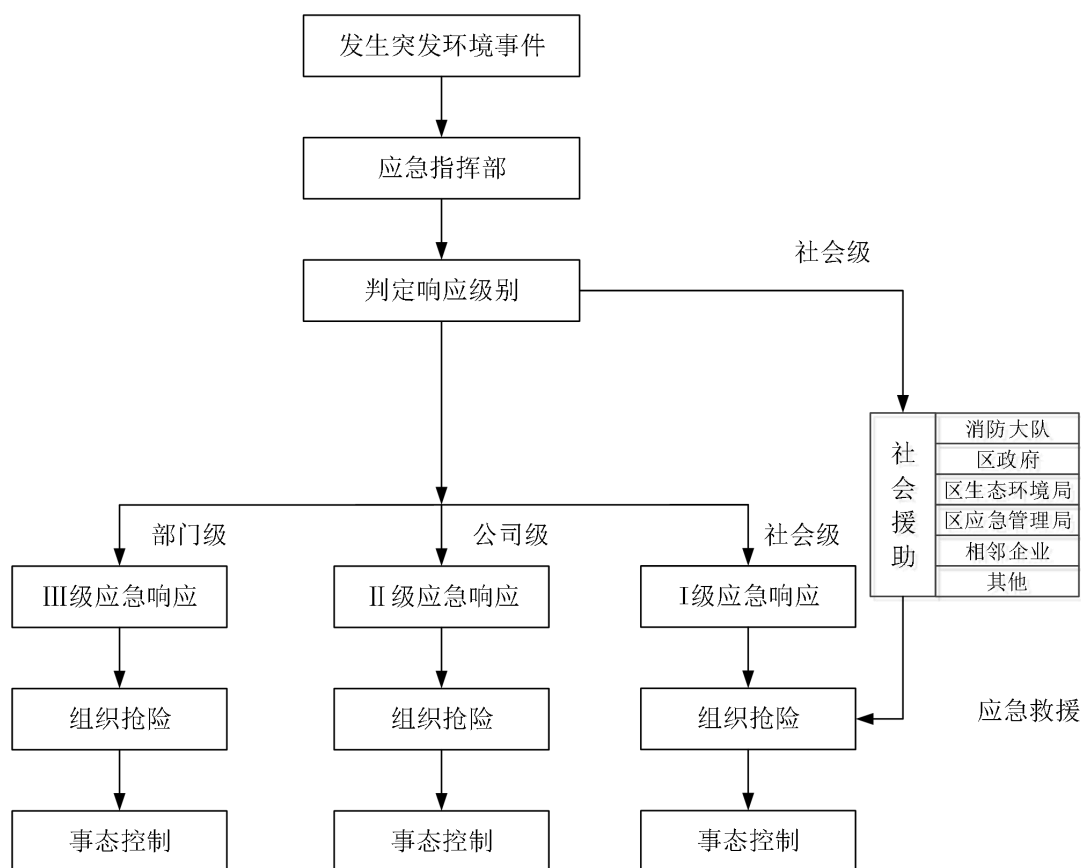 发生突发环境事件
应急指挥部
判定响应级别
社会级
社会援助
消防大队
区政府
区生态环境局
区应急管理局
相邻企业
其他
部门级
公司级
社会级
Ⅲ级应急响应
Ⅱ级应急响应
Ⅰ级应急响应
组织抢险
组织抢险
组织抢险
应急救援
事态控制
事态控制
事态控制